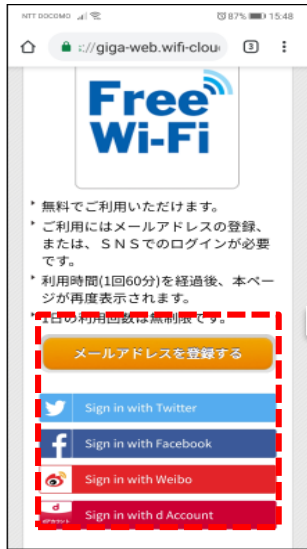 NTT DOCOMO 87% 15:48
://giga-web.wifi-clou 3
Free
Wi-Fi
* 無料でご利用いただけます。
* ご利用にはメールアドレスの登録、
または、ＳＮＳでのログインが必要
です。
* 利用時間(1回60分)を経過後、本ペー
ジが再度表示されます。
* 1日の利用回数は無制限です。
メールアドレスを登録する
Sign in with Twitter
Sign in with Facebook
Sign in with Weibo
d
dアカウント
Sign in with d Account